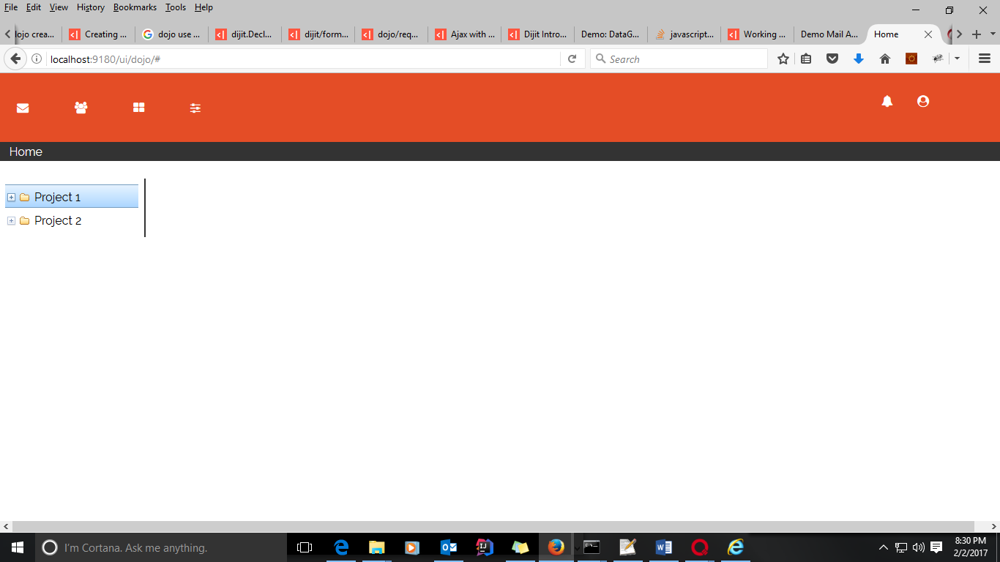 File Edit View History Bookmarks Tools Help
dojo crea... Creating ... dojo use ... dijit.Decl... dijit/form... dojo/req... Ajax with ... Dijit Intro... Demo: DataG... javascript... Working ... Demo Mail A... Home
localhost:9180/ui/dojo/# Search
Home
Project 1
Project 2
I'm Cortana. Ask me anything.
8:30 PM
2/2/2017